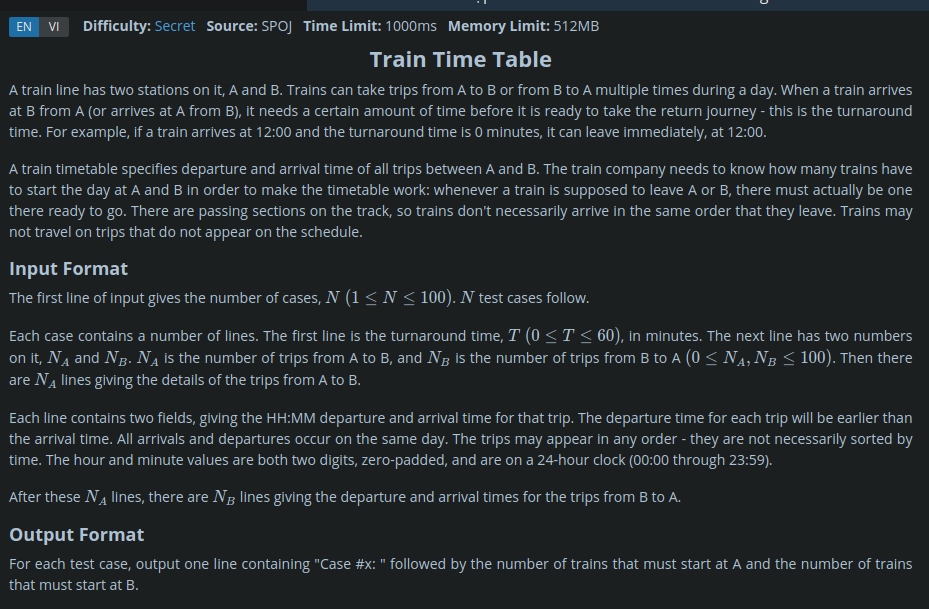 EN VI Difficulty: Secret Source: SPOJ Time Limit: 1000ms Memory Limit: 512MB
Train Time Table
A train line has two stations on it, A and B. Trains can take trips from A to B or from B to A multiple times during a day. When a train arrives
at B from A (or arrives at A from B), it needs a certain amount of time before it is ready to take the return journey - this is the turnaround
time. For example, if a train arrives at 12:00 and the turnaround time is 0 minutes, it can leave immediately, at 12:00.
A train timetable specifies departure and arrival time of all trips between A and B. The train company needs to know how many trains have
to start the day at A and B in order to make the timetable work: whenever a train is supposed to leave A or B, there must actually be one
there ready to go. There are passing sections on the track, so trains don't necessarily arrive in the same order that they leave. Trains may
not travel on trips that do not appear on the schedule.
Input Format
The first line of input gives the number of cases, N (1 ≤ N ≤ 100). N test cases follow.
Each case contains a number of lines. The first line is the turnaround time, T (0 ≤ T ≤ 60), in minutes. The next line has two numbers
on it, N_A and N_B. N_A is the number of trips from A to B, and N_B is the number of trips from B to A (0 ≤ N_A, N_B ≤ 100). Then there
are N_A lines giving the details of the trips from A to B.
Each line contains two fields, giving the HH:MM departure and arrival time for that trip. The departure time for each trip will be earlier than
the arrival time. All arrivals and departures occur on the same day. The trips may appear in any order - they are not necessarily sorted by
time. The hour and minute values are both two digits, zero-padded, and are on a 24-hour clock (00:00 through 23:59).
After these N_A lines, there are N_B lines giving the departure and arrival times for the trips from B to A.
Output Format
For each test case, output one line containing "Case #x: " followed by the number of trains that must start at A and the number of trains
that must start at B.